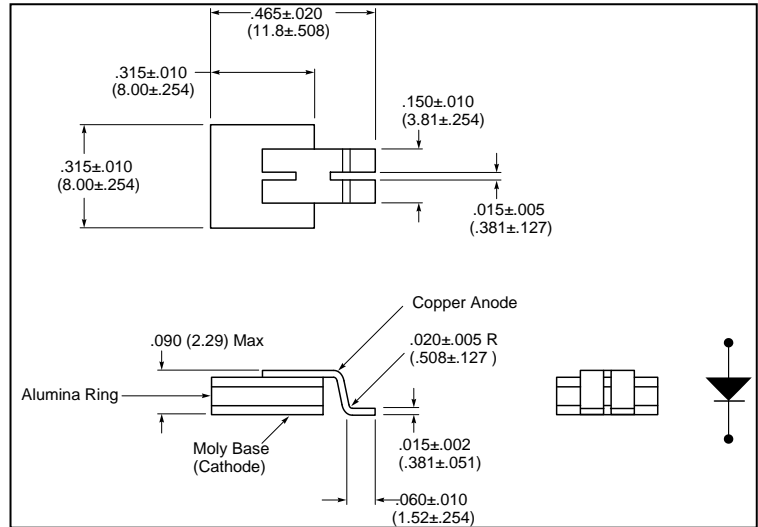 .465±.020
(11.8±.508)
.315±.010
(8.00±.254)
.150±.010
(3.81±.254)
.315±.010
(8.00±.254)
.015±.005
(.381±.127)
Copper Anode
.090 (2.29) Max
.020±.005 R
(.508±.127 )
Alumina Ring
Moly Base
(Cathode)
.015±.002
(.381±.051)
.060±.010
(1.52±.254)